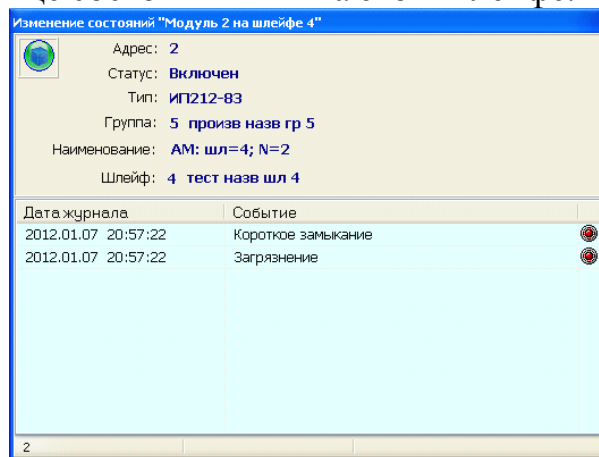 Изменение состояний "Модуль 2 на шлейфе 4"
Адрес: 2
Статус: Включен
Тип: ИП212-83
Группа: 5 произв назв гр 5
Наименование: АМ: шл=4; N=2
Шлейф: 4 тест назв шл 4
Дата журнала Событие
2012.01.07 20:57:22 Короткое замыкание
2012.01.07 20:57:22 Загрязнение
2